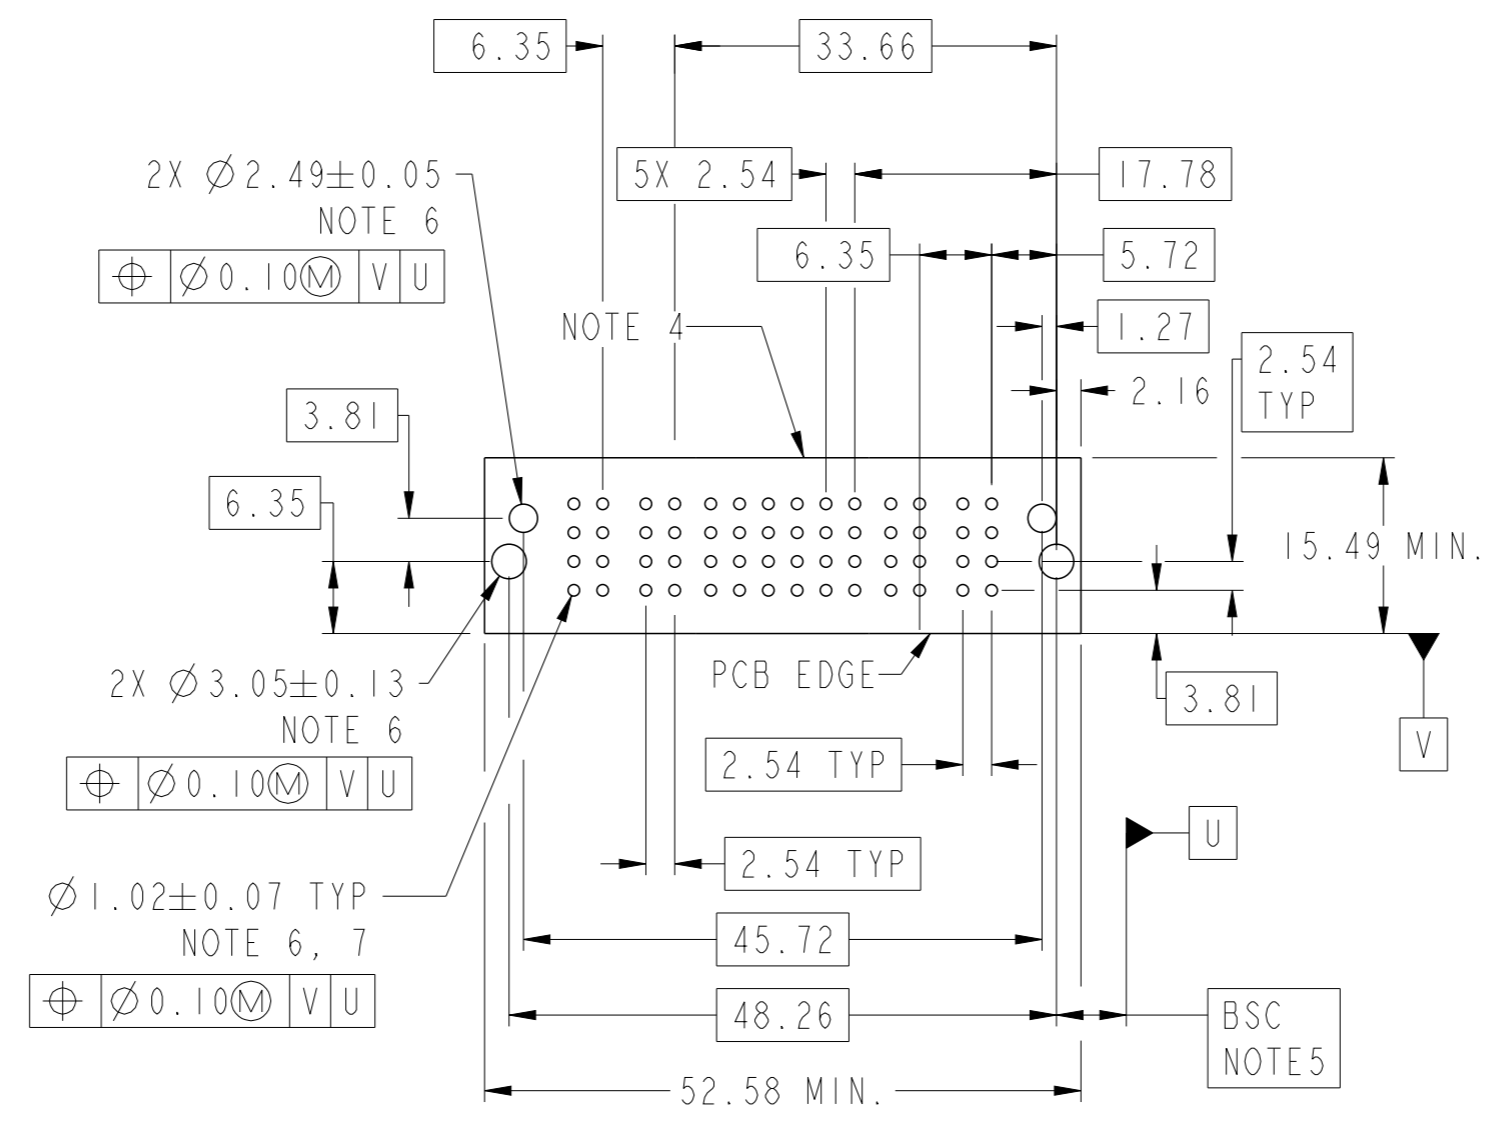 6.35
33.66
2X Ø2.49±0.05
NOTE 6
⌖ Ø0.10Ⓜ V U
5X 2.54
17.78
6.35
5.72
NOTE 4
1.27
2.54
TYP
2.16
3.81
6.35
15.49 MIN.
2X Ø3.05±0.13
NOTE 6
⌖ Ø0.10Ⓜ V U
PCB EDGE
3.81
V
2.54 TYP
U
2.54 TYP
Ø1.02±0.07 TYP
NOTE 6, 7
⌖ Ø0.10Ⓜ V U
45.72
48.26
BSC
NOTE5
52.58 MIN.